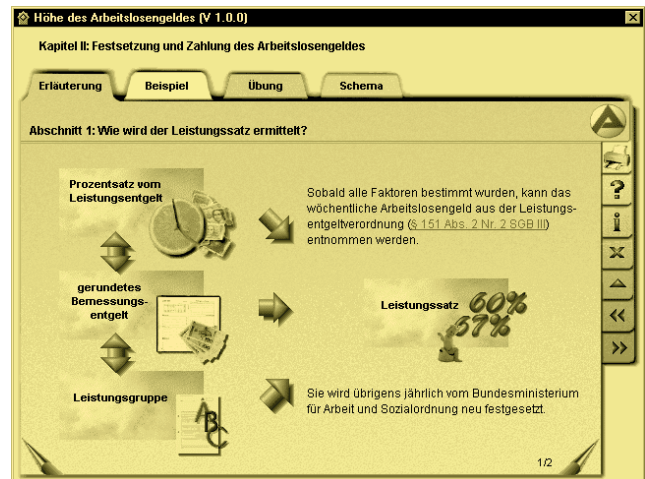 Höhe des Arbeitslosengeldes (V 1.0.0)
Kapitel II: Festsetzung und Zahlung des Arbeitslosengeldes
Erläuterung
Beispiel
Übung
Schema
Abschnitt 1: Wie wird der Leistungssatz ermittelt?
Prozentsatz vom
Leistungsentgelt
Sobald alle Faktoren bestimmt wurden, kann das
wöchentliche Arbeitslosengeld aus der Leistungs-
entgeltverordnung (§ 151 Abs. 2 Nr. 2 SGB III)
entnommen werden.
gerundetes
Bemessungs-
entgelt
Leistungssatz
60%
67%
Leistungsgruppe
ABC
Sie wird übrigens jährlich vom Bundesministerium
für Arbeit und Sozialordnung neu festgesetzt.
1/2